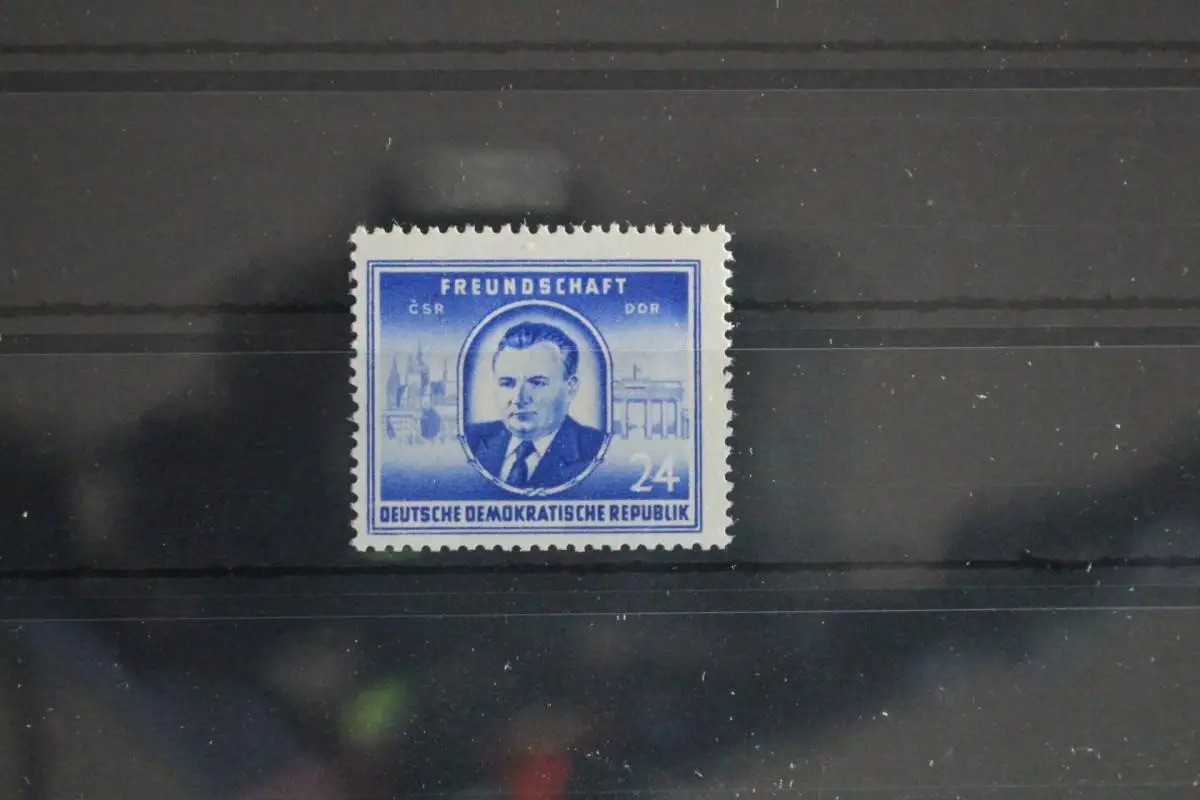 FREUNDSCHAFT
ČSR DDR
24
DEUTSCHE DEMOKRATISCHE REPUBLIK